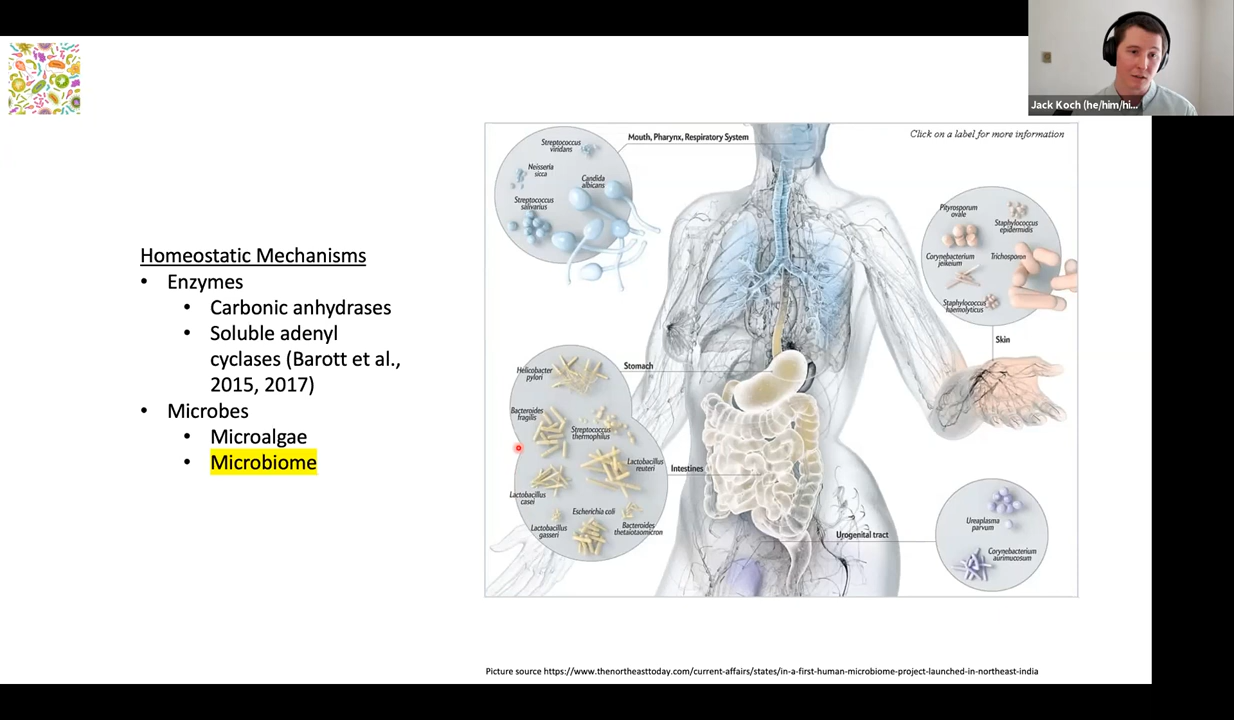 Jack Koch (he/him/hi...
Homeostatic Mechanisms
• Enzymes
• Carbonic anhydrases
• Soluble adenyl
cyclases (Barott et al.,
2015, 2017)
• Microbes
• Microalgae
• Microbiome
Click on a label for more information
Mouth, Pharynx, Respiratory System
Streptococcus
viridans
Neisseria
sicca
Candida
albicans
Streptococcus
salivarius
Pityrosporum
ovale
Staphylococcus
epidermidis
Corynebacterium
jeikeium
Trichosporon
Staphylococcus
haemolyticus
Skin
Stomach
Helicobacter
pylori
Bacteroides
fragilis
Streptococcus
thermophilus
Lactobacillus
reuteri
Intestines
Lactobacillus
casei
Escherichia coli
Lactobacillus
gasseri
Bacteroides
thetaiotaomicron
Urogenital tract
Ureaplasma
parvum
Corynebacterium
aurimucosum
Picture source https://www.thenortheasttoday.com/current-affairs/states/in-a-first-human-microbiome-project-launched-in-northeast-india